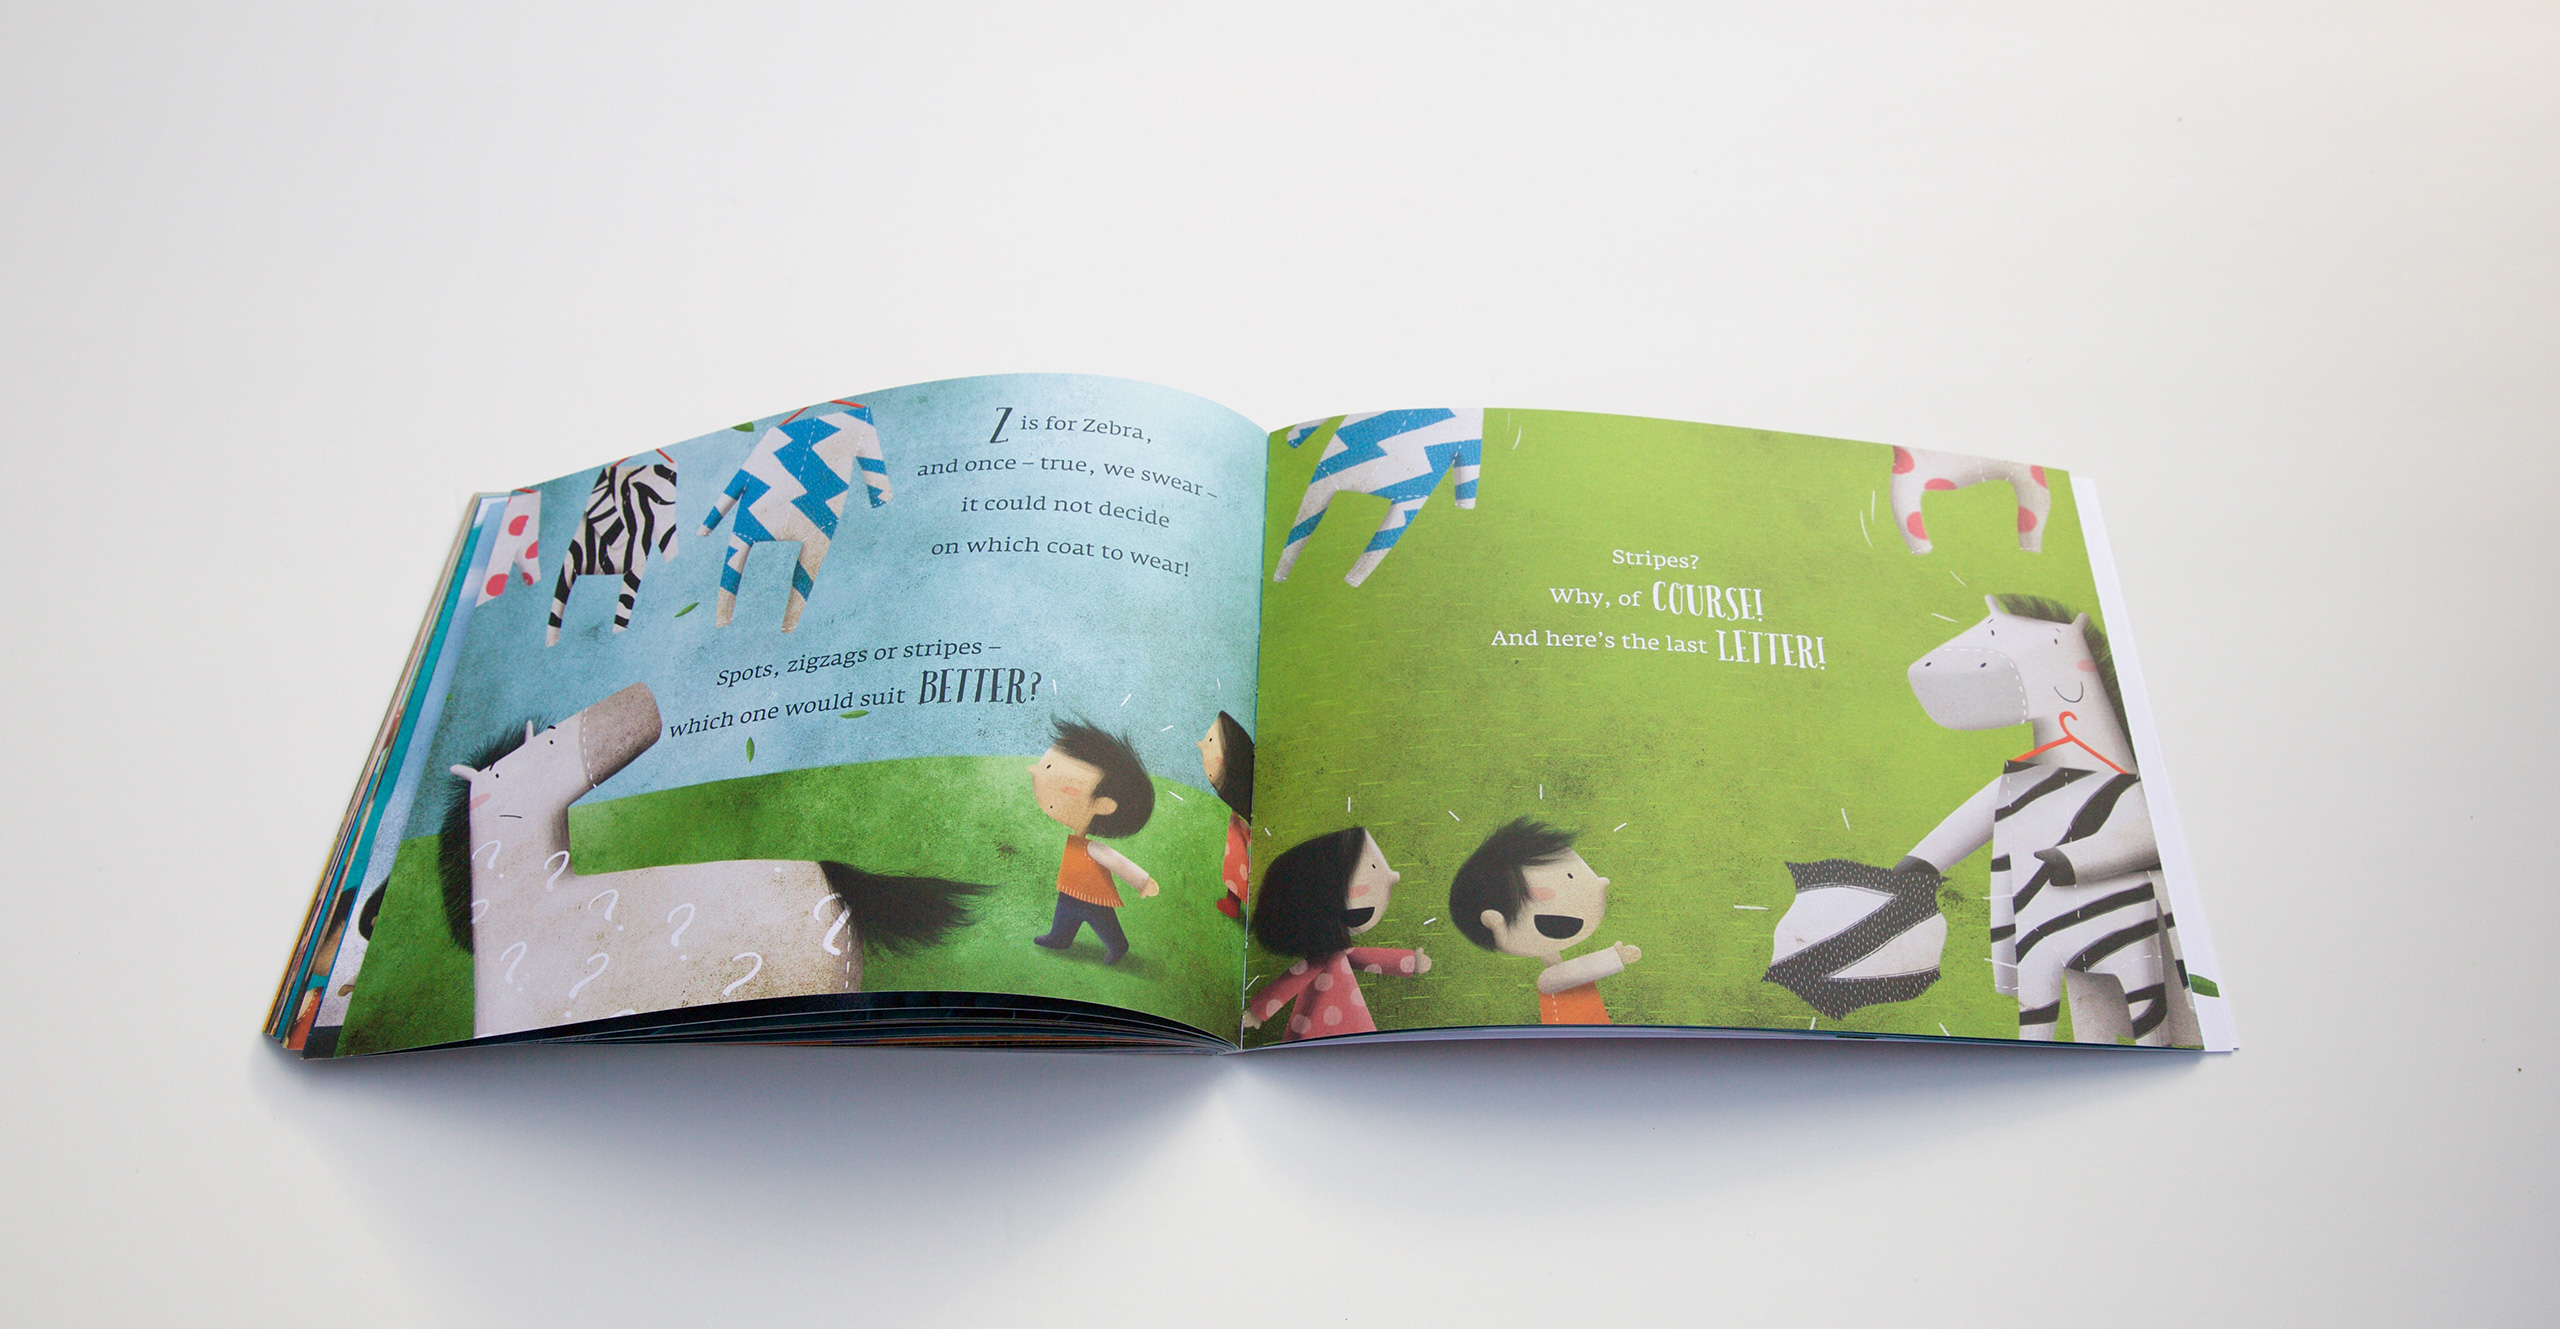 Z is for Zebra,
and once – true, we swear –
it could not decide
on which coat to wear!
Spots, zigzags or stripes –
which one would suit BETTER?
Stripes?
Why, of COURSE!
And here's the last LETTER!
Z